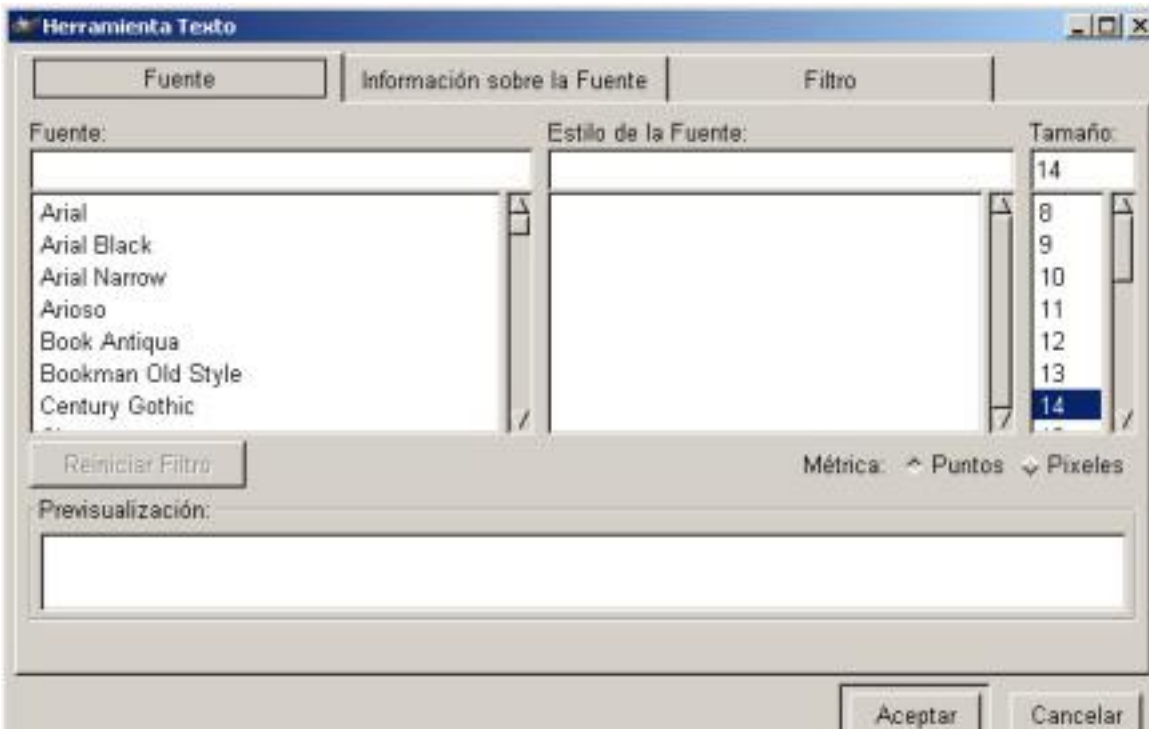 Herramienta Texto
Fuente
Información sobre la Fuente
Filtro
Fuente:
Estilo de la Fuente:
Tamaño:
14
Arial
Arial Black
Arial Narrow
Arioso
Book Antiqua
Bookman Old Style
Century Gothic
8
9
10
11
12
13
14
Reiniciar Filtro
Métrica: Puntos Pixeles
Previsualización:
Aceptar
Cancelar